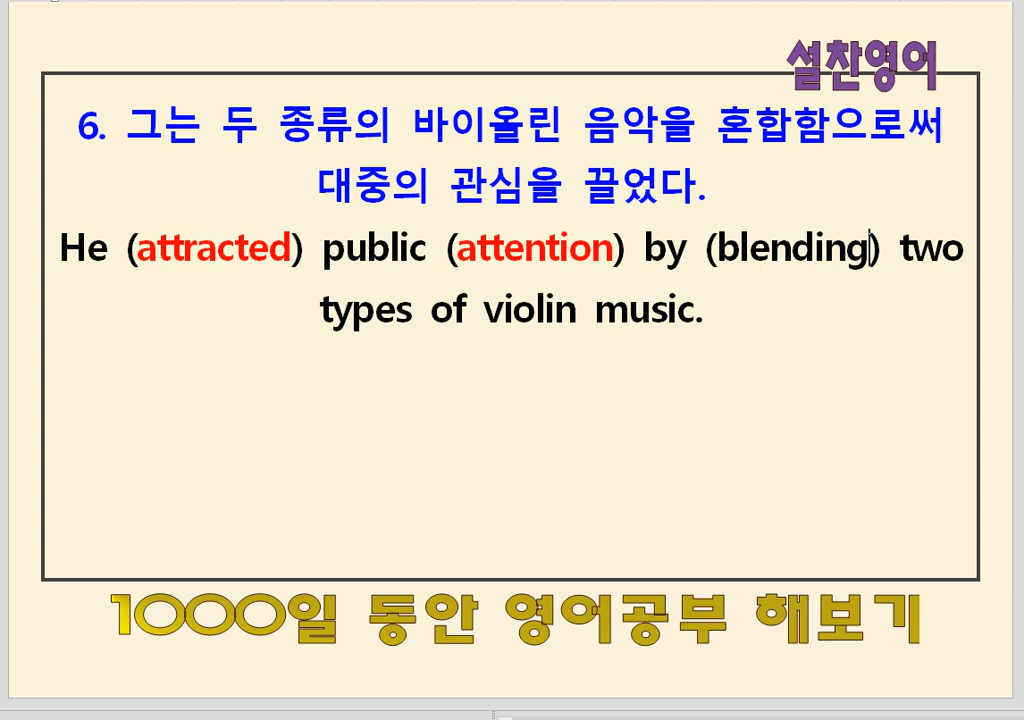 설찬영어
6. 그는 두 종류의 바이올린 음악을 혼합함으로써
대중의 관심을 끌었다.
He (attracted) public (attention) by (blending) two
types of violin music.
1000일 동안 영어공부 해보기